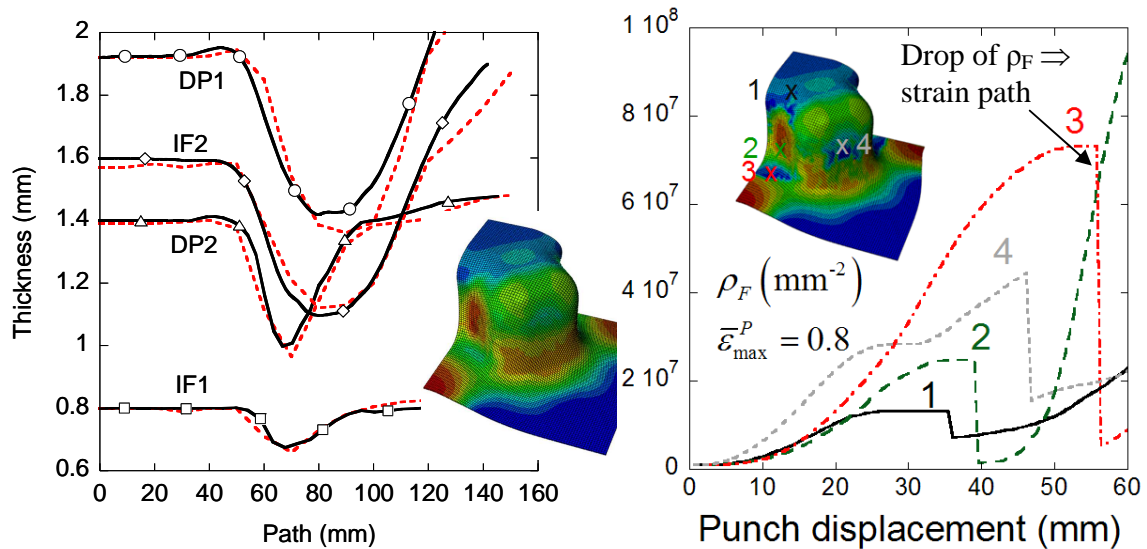 2
1.8
1.6
1.4
1.2
1
0.8
0.6
Thickness (mm)
DP1
IF2
DP2
IF1
0 20 40 60 80 100 120 140 160
Path (mm)
1 10⁸
8 10⁷
6 10⁷
4 10⁷
2 10⁷
0
Drop of ρF ⇒
strain path
1
2
3
4
3
4
2
1
ρF (mm⁻²)
ε̄ᴾmax = 0.8
0 10 20 30 40 50 60
Punch displacement (mm)